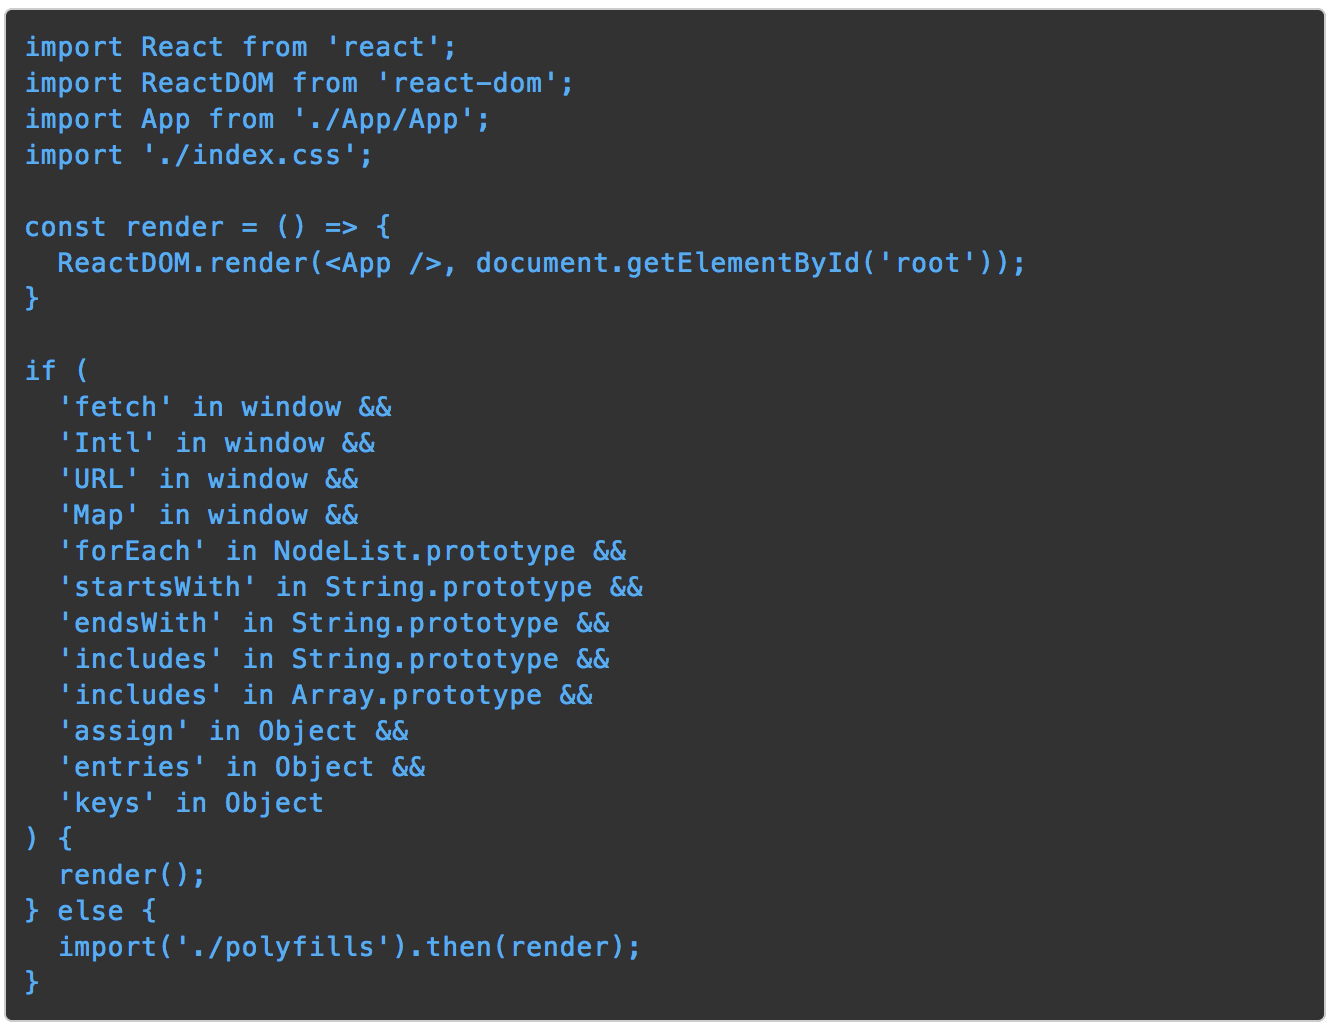 import React from 'react';
import ReactDOM from 'react-dom';
import App from './App/App';
import './index.css';

const render = () => {
  ReactDOM.render(<App />, document.getElementById('root'));
}

if (
  'fetch' in window &&
  'Intl' in window &&
  'URL' in window &&
  'Map' in window &&
  'forEach' in NodeList.prototype &&
  'startsWith' in String.prototype &&
  'endsWith' in String.prototype &&
  'includes' in String.prototype &&
  'includes' in Array.prototype &&
  'assign' in Object &&
  'entries' in Object &&
  'keys' in Object
) {
  render();
} else {
  import('./polyfills').then(render);
}